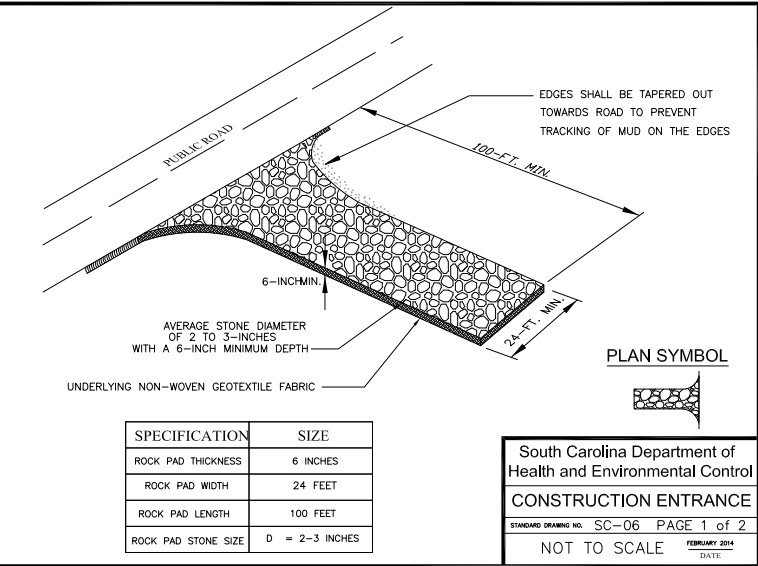 EDGES SHALL BE TAPERED OUT
TOWARDS ROAD TO PREVENT
TRACKING OF MUD ON THE EDGES
PUBLIC ROAD
100-FT. MIN.
6-INCHMIN.
24-FT. MIN.
AVERAGE STONE DIAMETER
OF 2 TO 3-INCHES
WITH A 6-INCH MINIMUM DEPTH
UNDERLYING NON-WOVEN GEOTEXTILE FABRIC
PLAN SYMBOL
SPECIFICATION SIZE
ROCK PAD THICKNESS 6 INCHES
ROCK PAD WIDTH 24 FEET
ROCK PAD LENGTH 100 FEET
ROCK PAD STONE SIZE D = 2-3 INCHES
South Carolina Department of
Health and Environmental Control
CONSTRUCTION ENTRANCE
STANDARD DRAWING NO. SC-06 PAGE 1 of 2
NOT TO SCALE FEBRUARY 2014
DATE